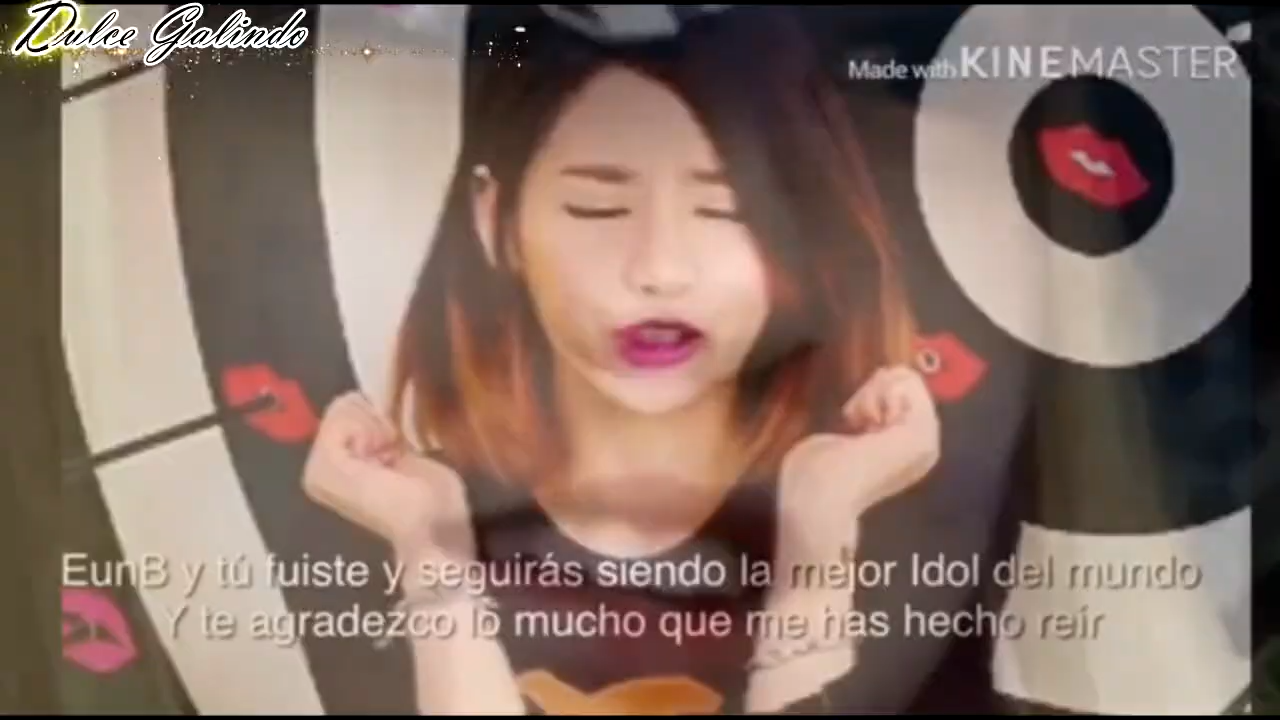 Dulce Galindo
Made with KINEMASTER
EunB y tú fuiste y seguirás siendo la mejor Idol del mundo
Y te agradezco lo mucho que me has hecho reír